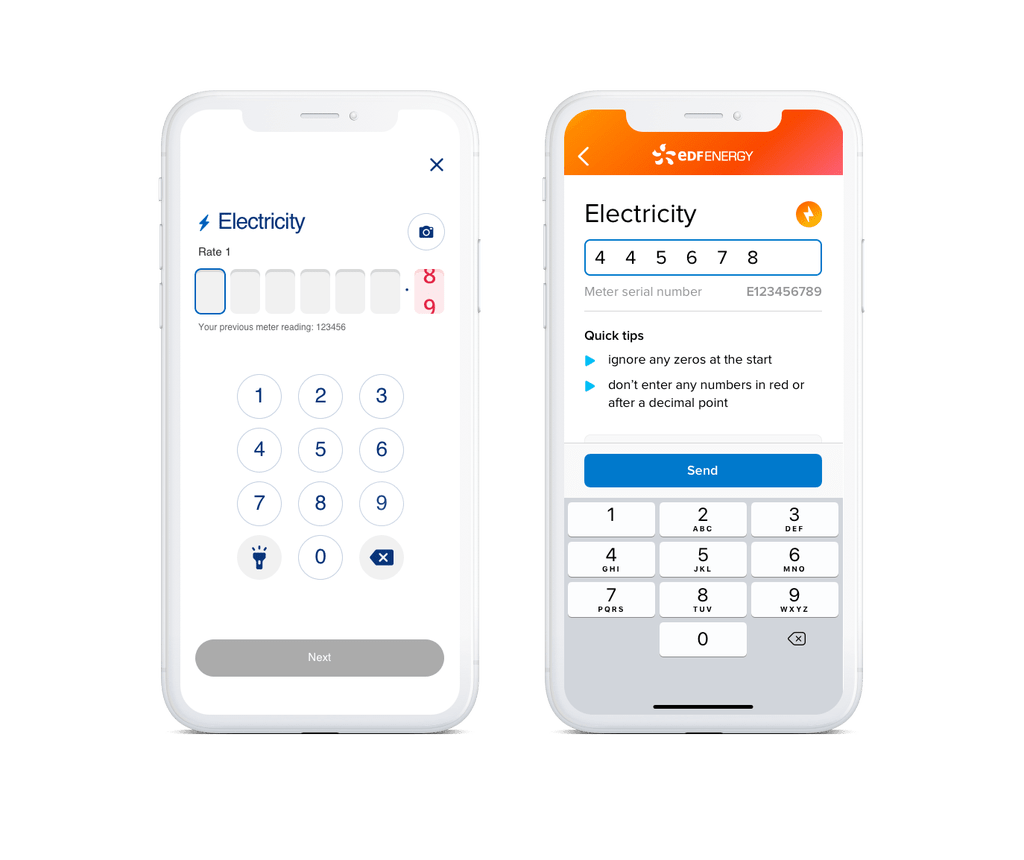 Electricity
Rate 1
. 8
9
Your previous meter reading: 123456
1 2 3
4 5 6
7 8 9
0
Next
eDF ENERGY
Electricity
4 4 5 6 7 8
Meter serial number E123456789
Quick tips
ignore any zeros at the start
don't enter any numbers in red or
after a decimal point
Send
1 2 3
ABC DEF
4 5 6
GHI JKL MNO
7 8 9
PQRS TUV WXYZ
0